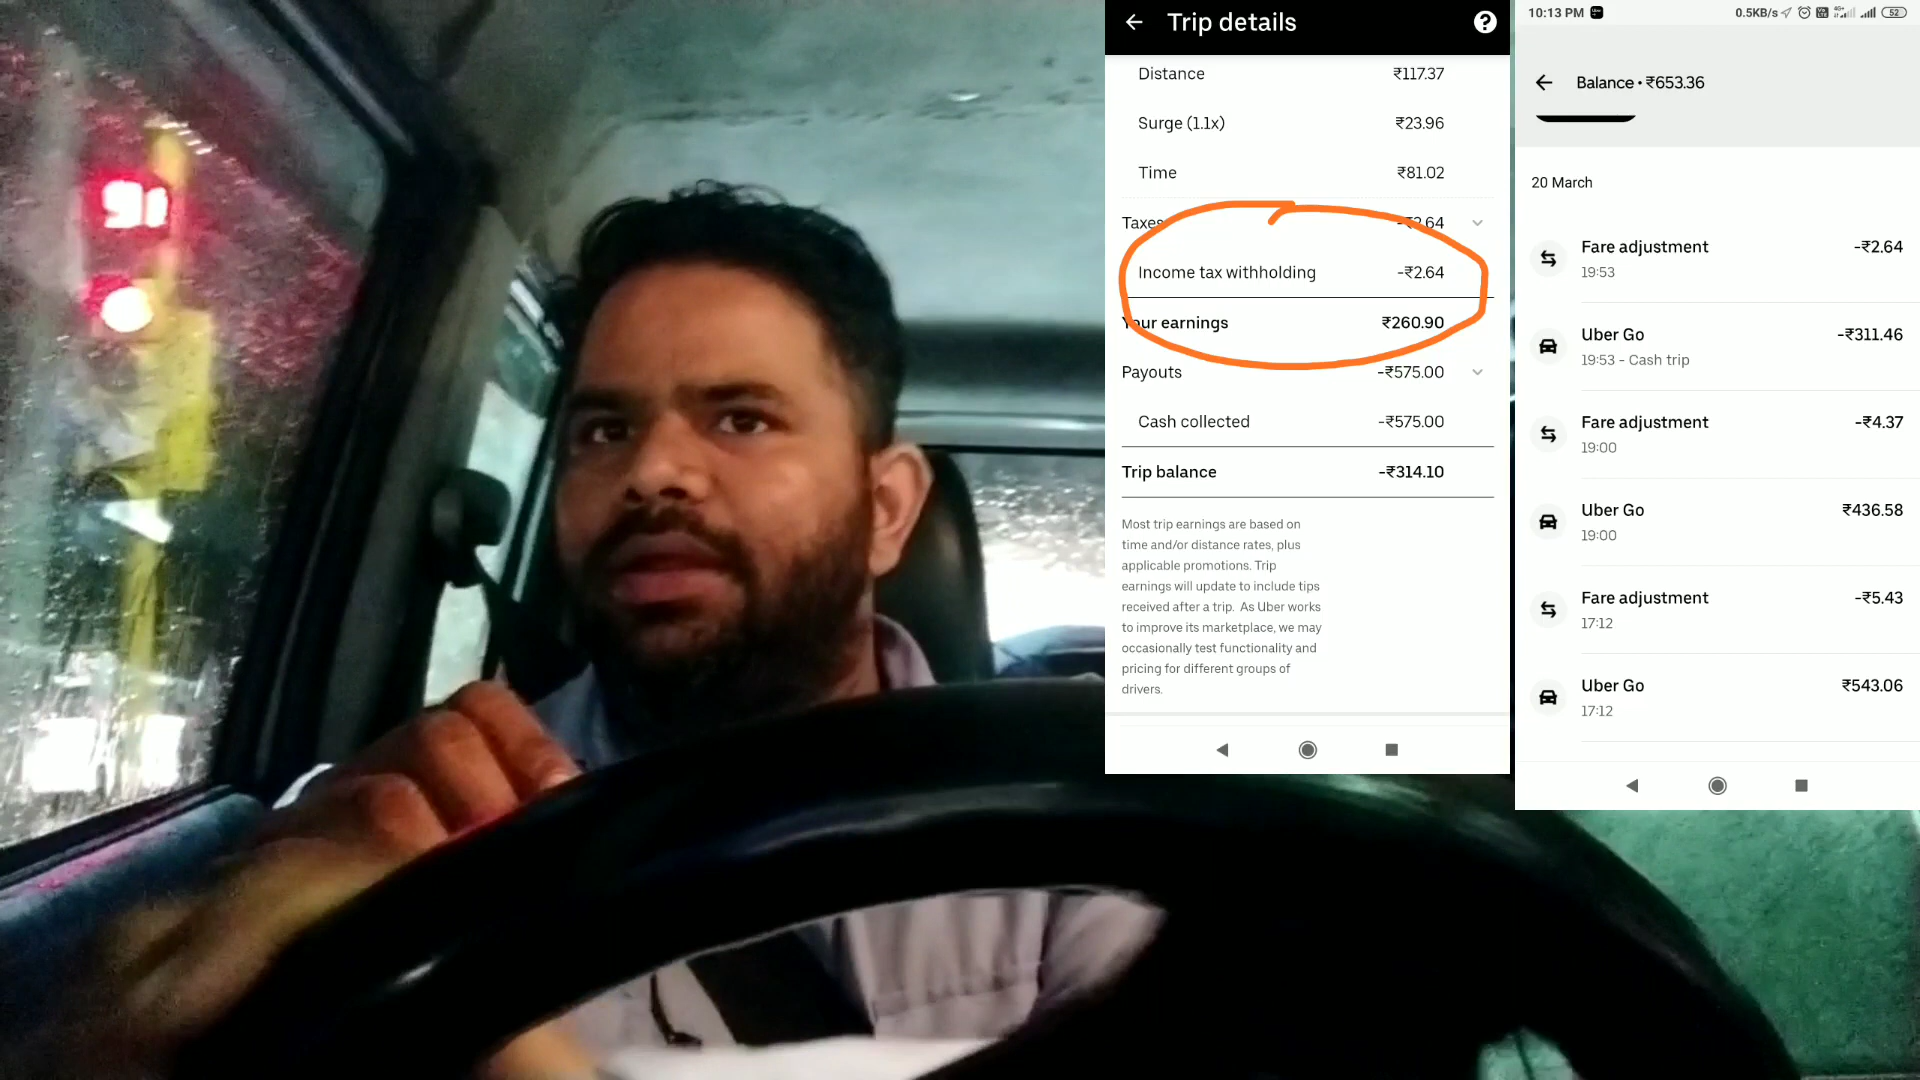 91
← Trip details ?
Distance ₹117.37
Surge (1.1x) ₹23.96
Time ₹81.02
Taxes -₹2.64
Income tax withholding -₹2.64
Your earnings ₹260.90
Payouts -₹575.00
Cash collected -₹575.00
Trip balance -₹314.10
Most trip earnings are based on
time and/or distance rates, plus
applicable promotions. Trip
earnings will update to include tips
received after a trip. As Uber works
to improve its marketplace, we may
occasionally test functionality and
pricing for different groups of
drivers.
10:13 PM 0.5KB/s 4G+ 52
← Balance • ₹653.36
20 March
Fare adjustment -₹2.64
19:53
Uber Go -₹311.46
19:53 - Cash trip
Fare adjustment -₹4.37
19:00
Uber Go ₹436.58
19:00
Fare adjustment -₹5.43
17:12
Uber Go ₹543.06
17:12